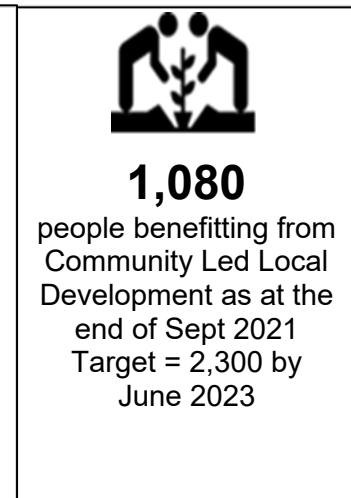 1,080
people benefitting from
Community Led Local
Development as at the
end of Sept 2021
Target = 2,300 by
June 2023